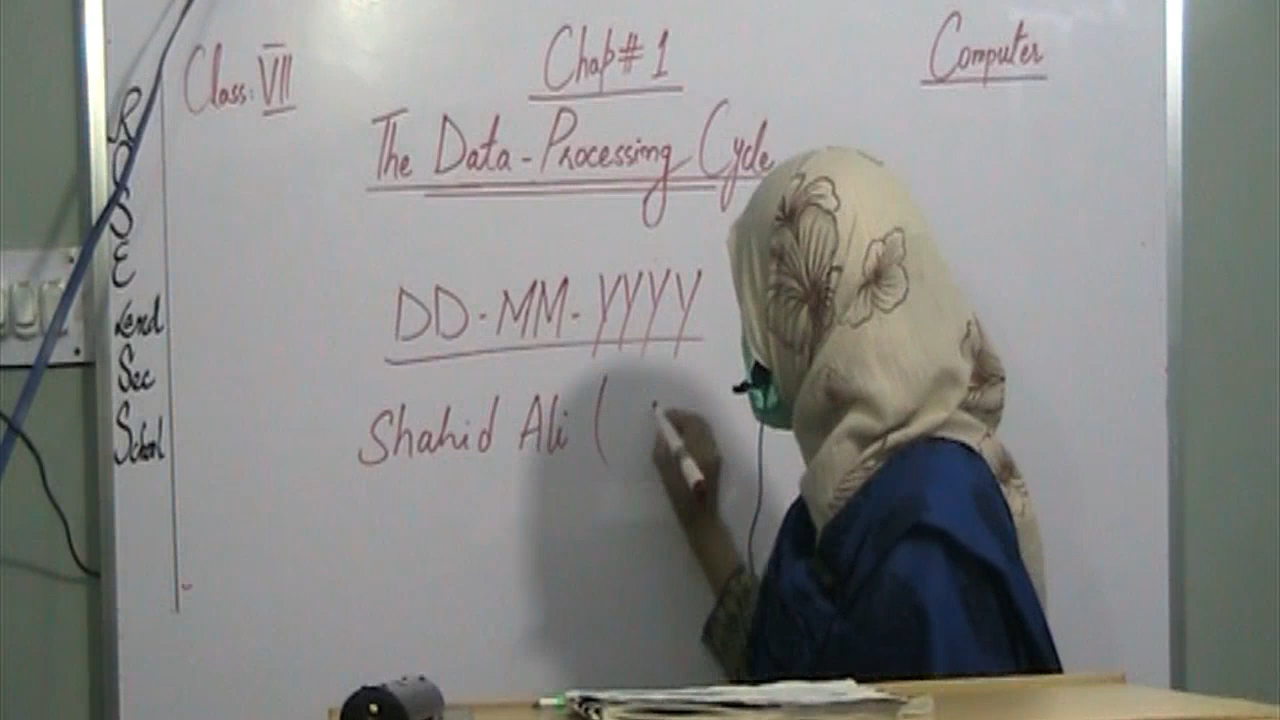 Class: VII
Chap # 1
Computer
The Data-Processing Cycle
DD-MM-YYYY
Shahid Ali (
R
O
S
E
Lend
Sec
School